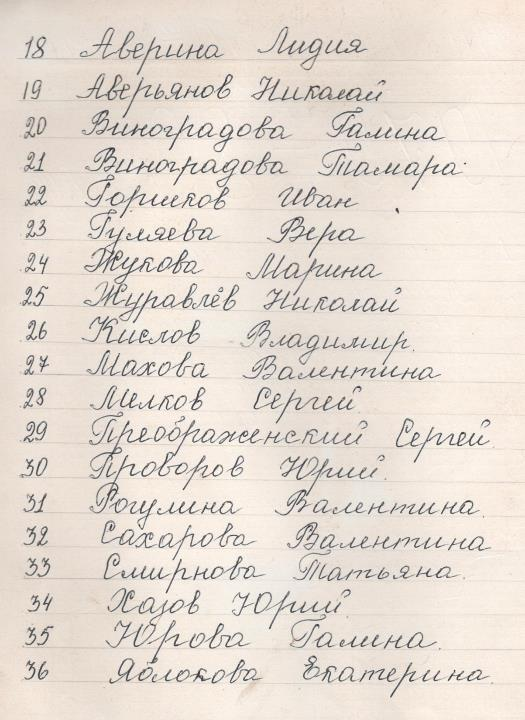 18 Аверина Лидия
19 Аверьянов Николай
20 Виноградова Галина
21 Виноградова Тамара
22 Горшков Иван
23 Гуляева Вера
24 Жукова Марина
25 Журавлёв Николай
26 Кислов Владимир.
27 Махова Валентина
28 Мелков Сергей.
29 Преображенский Сергей.
30 Проворов Юрий.
31 Рогулина Валентина.
32 Сахарова Валентина
33 Смирнова Татьяна.
34 Хазов Юрий.
35 Юрова Галина.
36 Яблокова Екатерина.